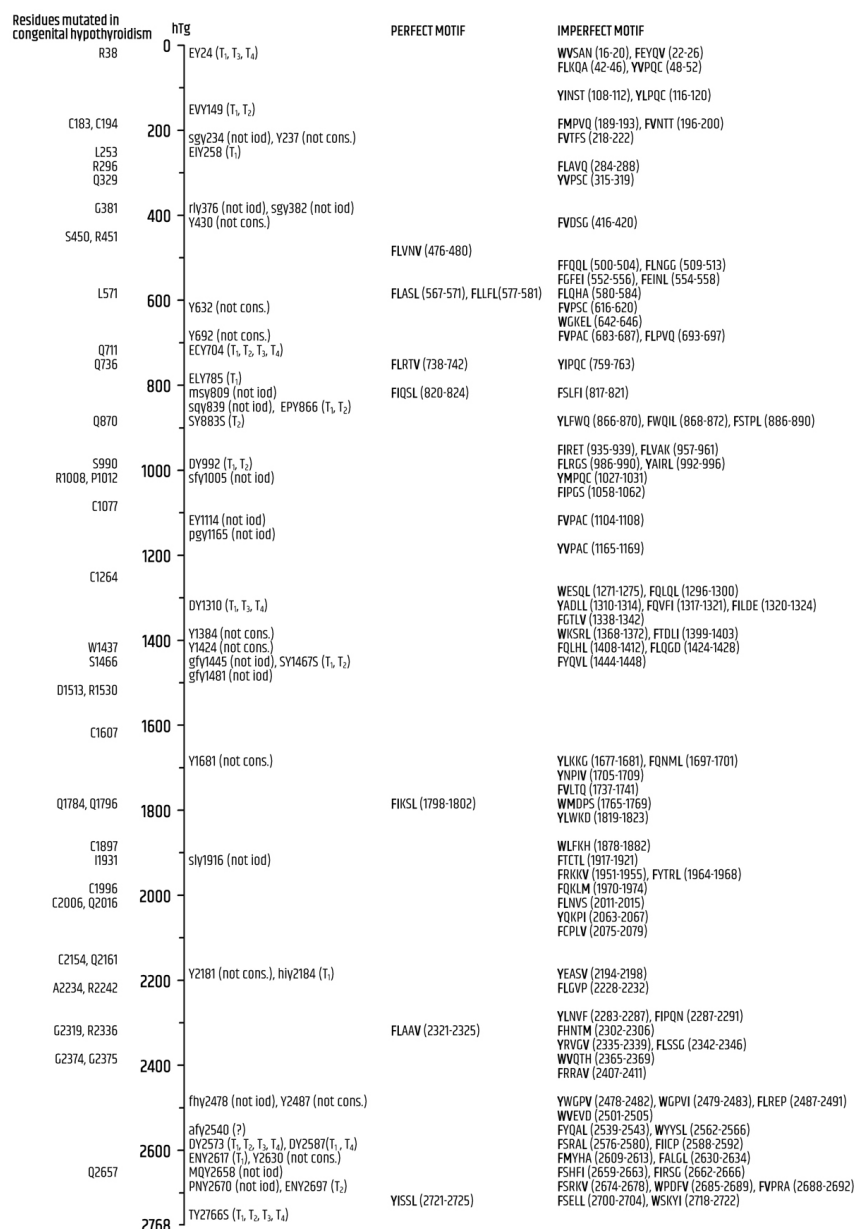 Residues mutated in
congenital hypothyroidism hTg PERFECT MOTIF IMPERFECT MOTIF
R38 0 EY24 (T₁, T₃, T₄) WVSAN (16-20), FEYQV (22-26)
FLKQA (42-46), YVPQC (48-52)
YINST (108-112), YLPQC (116-120)
EVY149 (T₁, T₂)
C183, C194 200 FMPVQ (189-193), FVNTT (196-200)
sgy234 (not iod), Y237 (not cons.) FVTFS (218-222)
L253 EIY258 (T₁)
R296 FLAVQ (284-288)
Q329 YVPSC (315-319)
G381 400 rly376 (not iod), sgy382 (not iod)
Y430 (not cons.) FVDSG (416-420)
S450, R451
FLVNV (476-480)
FFQQL (500-504), FLNGG (509-513)
FGFEI (552-556), FEINL (554-558)
L571 600 FLASL (567-571), FLLFL(577-581) FLQHA (580-584)
Y632 (not cons.) FVPSC (616-620)
WGKEL (642-646)
Y692 (not cons.) FVPAC (683-687), FLPVQ (693-697)
Q711 ECY704 (T₁, T₂, T₃, T₄)
Q736 FLRTV (738-742) YIPQC (759-763)
ELY785 (T₁)
800 msy809 (not iod) FIQSL (820-824) FSLFI (817-821)
sqy839 (not iod), EPY866 (T₁, T₂)
Q870 SY883S (T₂) YLFWQ (866-870), FWQIL (868-872), FSTPL (886-890)
FIRET (935-939), FLVAK (957-961)
S990 1000 DY992 (T₁, T₂) FLRGS (986-990), YAIRL (992-996)
R1008, P1012 sfy1005 (not iod) YMPQC (1027-1031)
FIPGS (1058-1062)
C1077
EY1114 (not iod) FVPAC (1104-1108)
pgy1165 (not iod)
1200 YVPAC (1165-1169)
C1264
WESQL (1271-1275), FQLQL (1296-1300)
DY1310 (T₁, T₃, T₄) YADLL (1310-1314), FQVFI (1317-1321), FILDE (1320-1324)
FGTLV (1338-1342)
1400 Y1384 (not cons.) WKSRL (1368-1372), FTDLI (1399-1403)
W1437 Y1424 (not cons.) FQLHL (1408-1412), FLQGD (1424-1428)
S1466 gfy1445 (not iod), SY1467S (T₁, T₂) FYQVL (1444-1448)
gfy1481 (not iod)
D1513, R1530
1600
C1607
Y1681 (not cons.) YLKKG (1677-1681), FQNML (1697-1701)
YNPIV (1705-1709)
FVLTQ (1737-1741)
Q1784, Q1796 1800 FIKSL (1798-1802) WMDPS (1765-1769)
YLWKD (1819-1823)
C1897 WLFKH (1878-1882)
I1931 sly1916 (not iod) FTCTL (1917-1921)
FRKKV (1951-1955), FYTRL (1964-1968)
C1996 2000 FQKLM (1970-1974)
C2006, Q2016 FLNVS (2011-2015)
YQKPI (2063-2067)
FCPLV (2075-2079)
C2154, Q2161
2200 Y2181 (not cons.), hiy2184 (T₁) YEASV (2194-2198)
A2234, R2242 FLGVP (2228-2232)
YLNVF (2283-2287), FIPQN (2287-2291)
G2319, R2336 FLAAV (2321-2325) FHNTM (2302-2306)
YRVGV (2335-2339), FLSSG (2342-2346)
G2374, G2375 2400 WVQTH (2365-2369)
FRRAV (2407-2411)
fhy2478 (not iod), Y2487 (not cons.) YWGPV (2478-2482), WGPVI (2479-2483), FLREP (2487-2491)
WVEVD (2501-2505)
afy2540 (?) FYQAL (2539-2543), WYYSL (2562-2566)
2600 DY2573 (T₁, T₂, T₃, T₄), DY2587(T₁, T₄) FSRAL (2576-2580), FIICP (2588-2592)
ENY2617 (T₁), Y2630 (not cons.) FMYHA (2609-2613), FALGL (2630-2634)
Q2657 MQY2658 (not iod) FSHFI (2659-2663), FIRSG (2662-2666)
PNY2670 (not iod), ENY2697 (T₂) FSRKV (2674-2678), WPDFV (2685-2689), FVPRA (2688-2692)
YISSL (2721-2725) FSELL (2700-2704), WSKYI (2718-2722)
2768 TY2766S (T₁, T₂, T₃, T₄)